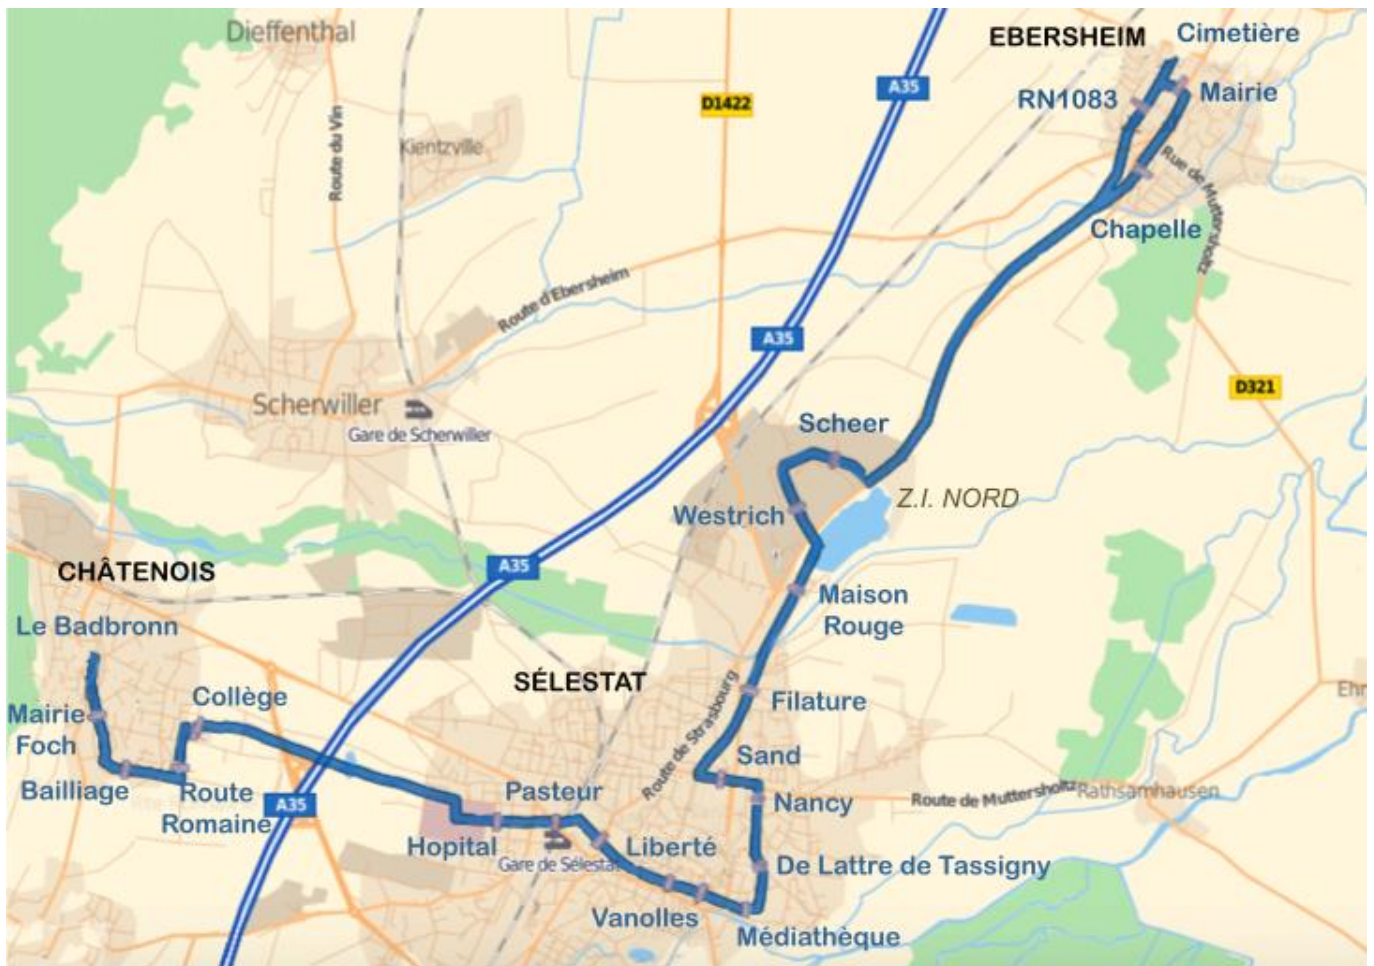 Dieffenthal
EBERSHEIM
Cimetière
A35
RN1083
Mairie
D1422
Route du Vin
Kientzville
Rue de Muttersholtz
Chapelle
Route d'Ebersheim
A35
D321
Scherwiller
Gare de Scherwiller
Scheer
Z.I. NORD
Westrich
A35
CHÂTENOIS
Maison
Rouge
Le Badbronn
SÉLESTAT
Collège
Filature
Mairie
Foch
Route de Strasbourg
Sand
Bailliage
Route
Romaine
A35
Pasteur
Nancy
Route de Muttersholtz
Rathsamhausen
Hopital
Liberté
Gare de Sélestat
De Lattre de Tassigny
Vanolles
Médiathèque